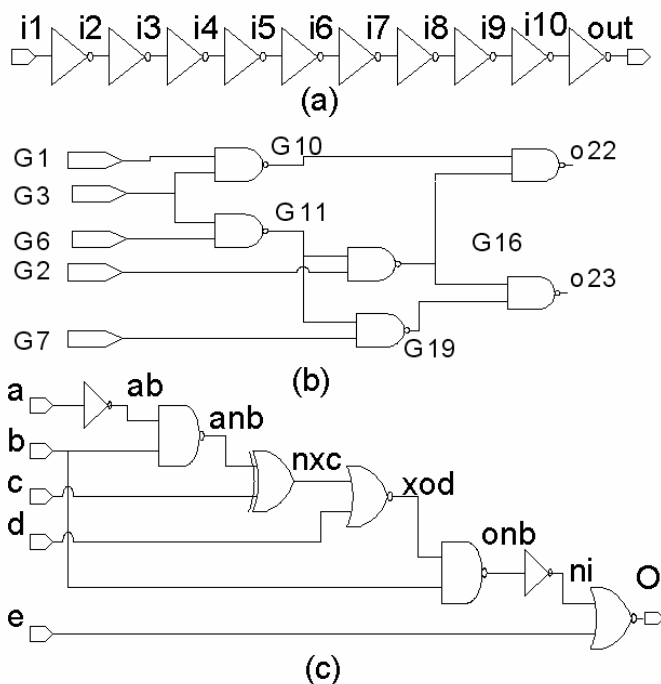 i1 i2 i3 i4 i5 i6 i7 i8 i9 i10 out
(a)
G1 G10 o22
G3
G11
G6 G16
G2 o23
G7 G19
(b)
a ab
b anb
c nxc
d xod
onb
ni O
e
(c)